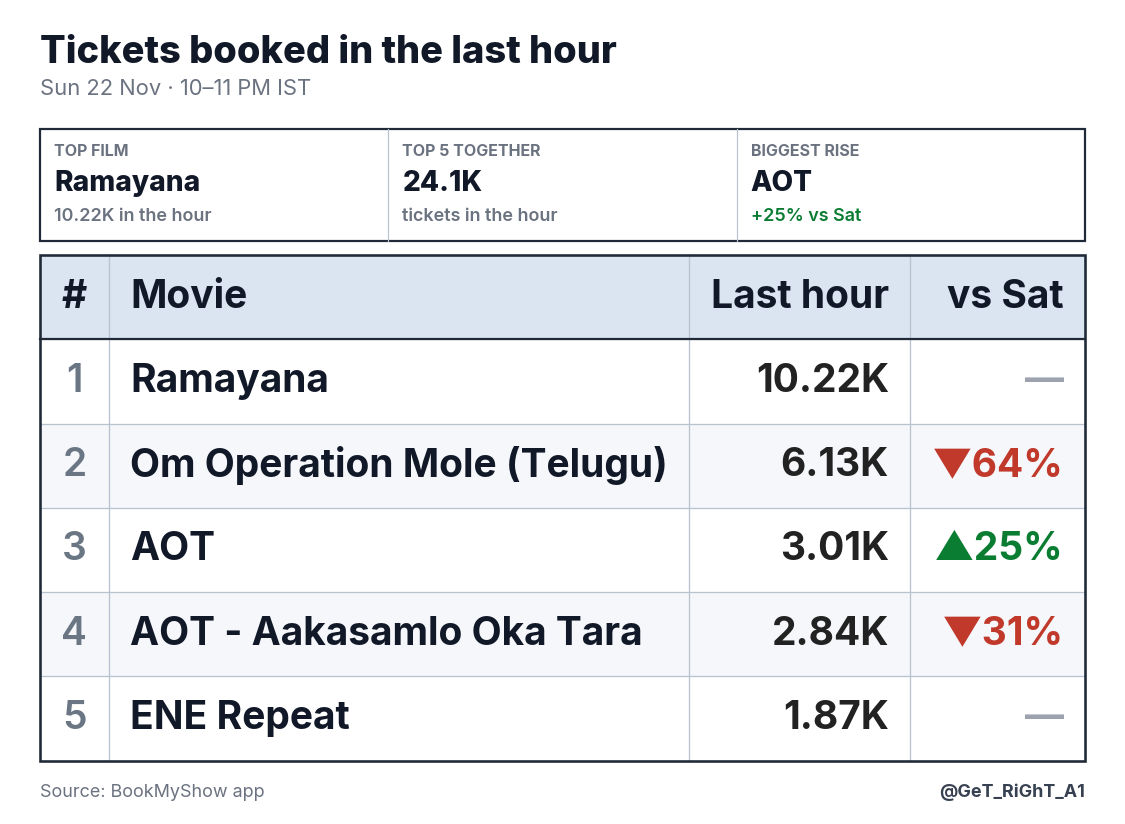 Tickets booked in the last hour
Sun 22 Nov · 10–11 PM IST
TOP FILM
Ramayana
10.22K in the hour
TOP 5 TOGETHER
24.1K
tickets in the hour
BIGGEST RISE
AOT
+25% vs Sat
# Movie Last hour vs Sat
1 Ramayana 10.22K —
2 Om Operation Mole (Telugu) 6.13K ▼64%
3 AOT 3.01K ▲25%
4 AOT - Aakasamlo Oka Tara 2.84K ▼31%
5 ENE Repeat 1.87K —
Source: BookMyShow app
@GeT_RiGhT_A1